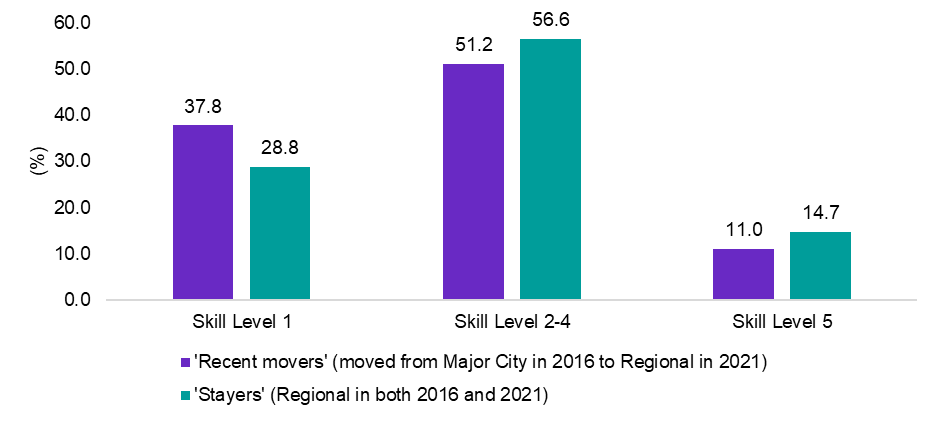 60.0
50.0
40.0
30.0
20.0
10.0
0.0
(%)
37.8
28.8
51.2
56.6
11.0
14.7
Skill Level 1
Skill Level 2-4
Skill Level 5
'Recent movers' (moved from Major City in 2016 to Regional in 2021)
'Stayers' (Regional in both 2016 and 2021)